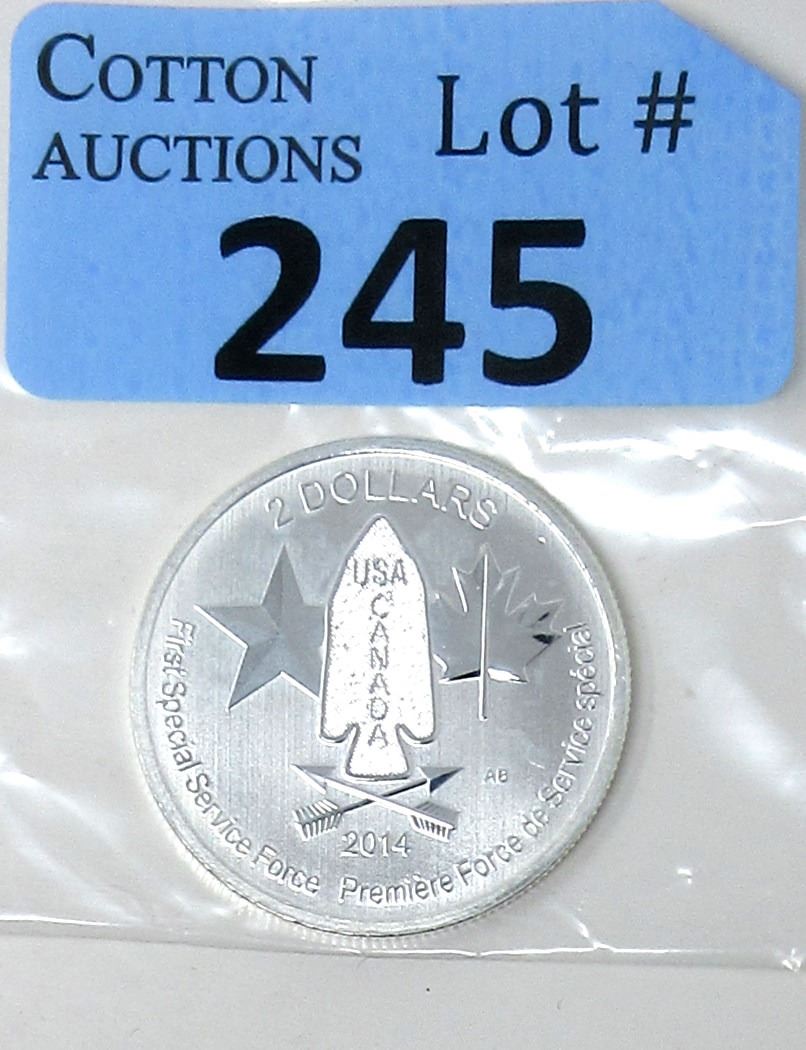 COTTON
AUCTIONS
Lot #
245
2 DOLLARS
USA
CANADA
AB
2014
First Special Service Force Première Force de Service spécial